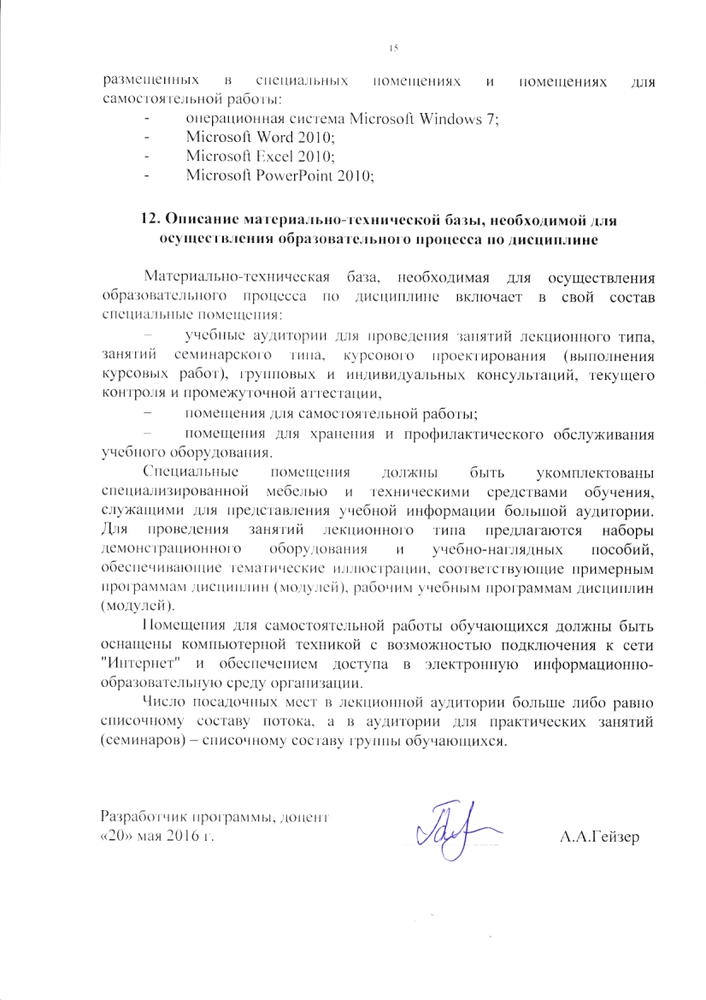 15
размещенных в специальных помещениях и помещениях для
самостоятельной работы:
- операционная система Microsoft Windows 7;
- Microsoft Word 2010;
- Microsoft Excel 2010;
- Microsoft PowerPoint 2010;
12. Описание материально-технической базы, необходимой для
осуществления образовательного процесса по дисциплине
Материально-техническая база, необходимая для осуществления
образовательного процесса по дисциплине включает в свой состав
специальные помещения:
– учебные аудитории для проведения занятий лекционного типа,
занятий семинарского типа, курсового проектирования (выполнения
курсовых работ), групповых и индивидуальных консультаций, текущего
контроля и промежуточной аттестации,
– помещения для самостоятельной работы;
– помещения для хранения и профилактического обслуживания
учебного оборудования.
Специальные помещения должны быть укомплектованы
специализированной мебелью и техническими средствами обучения,
служащими для представления учебной информации большой аудитории.
Для проведения занятий лекционного типа предлагаются наборы
демонстрационного оборудования и учебно-наглядных пособий,
обеспечивающие тематические иллюстрации, соответствующие примерным
программам дисциплин (модулей), рабочим учебным программам дисциплин
(модулей).
Помещения для самостоятельной работы обучающихся должны быть
оснащены компьютерной техникой с возможностью подключения к сети
"Интернет" и обеспечением доступа в электронную информационно-
образовательную среду организации.
Число посадочных мест в лекционной аудитории больше либо равно
списочному составу потока, а в аудитории для практических занятий
(семинаров) – списочному составу группы обучающихся.
Разработчик программы, доцент
«20» мая 2016 г. А.А.Гейзер